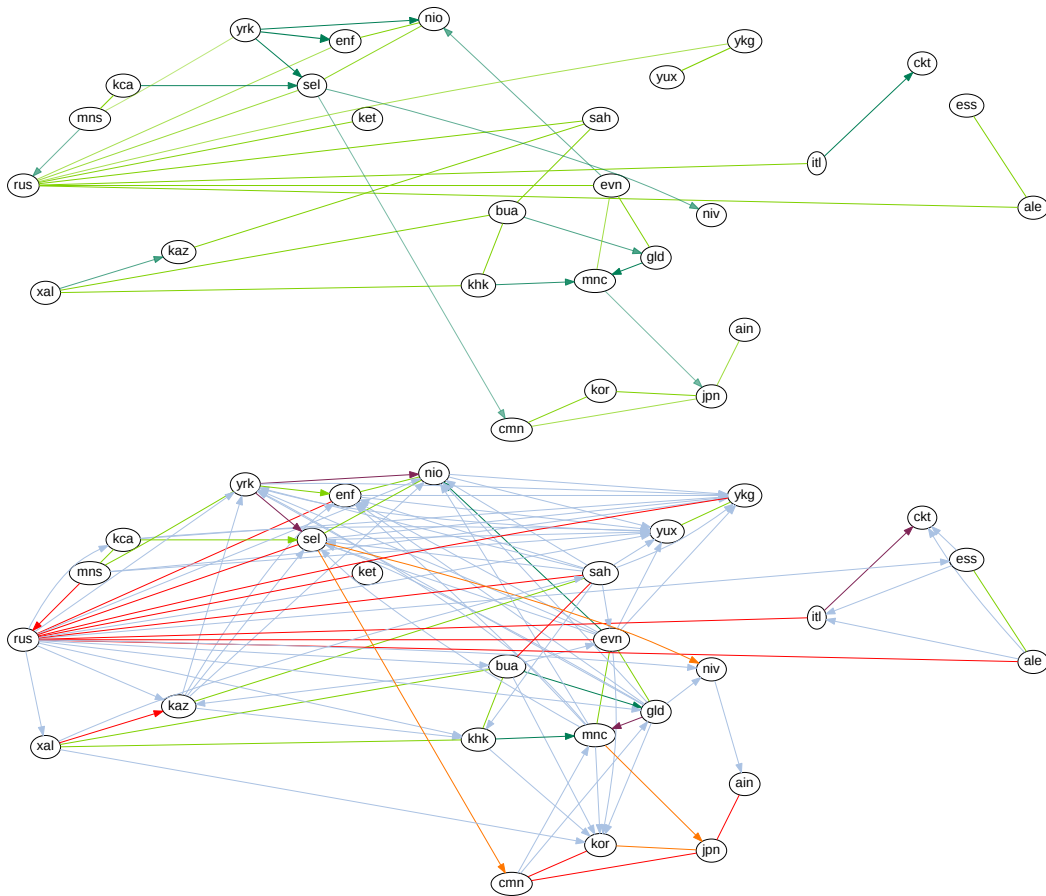 nio
yrk
enf
ykg
ckt
yux
kca
sel
ess
mns
ket
sah
itl
rus
evn
ale
bua
niv
kaz
gld
xal
khk
mnc
ain
kor
jpn
cmn
nio
yrk
enf
ykg
ckt
yux
kca
sel
ess
mns
ket
sah
itl
rus
evn
ale
bua
niv
kaz
gld
xal
khk
mnc
ain
kor
jpn
cmn